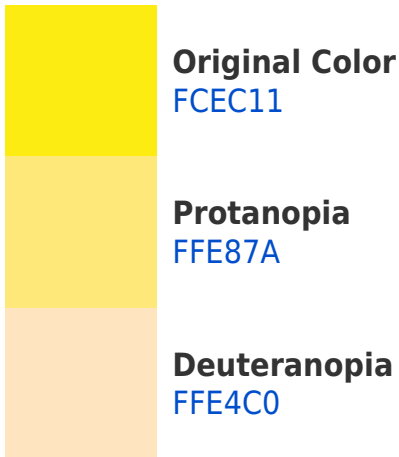 Original Color
FCEC11
Protanopia
FFE87A
Deuteranopia
FFE4C0